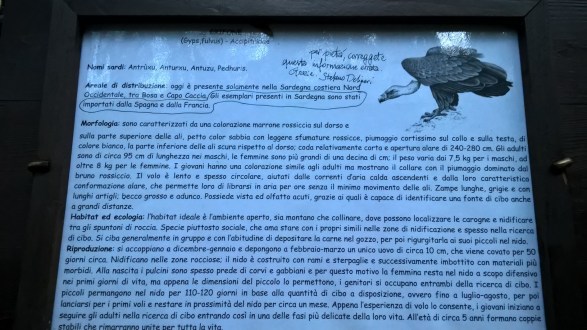 (Gyps fulvus) - Accipitridae
Nomi sardi: Antrùxiu, Anturxu, Antuzu, Pedhuris.
per pietà, correggete
questa informazione errata.
Grazie. Stefano
Areale di distribuzione: oggi è presente solamente nella Sardegna costiera Nord
Occidentale, tra Bosa e Capo Caccia. Gli esemplari presenti in Sardegna sono stati
importati dalla Spagna e dalla Francia.
Morfologia: sono caratterizzati da una colorazione marrone rossiccio sul dorso e
sulla parte superiore delle ali, petto color sabbia con leggere sfumature rossicce, piumaggio cortissimo sul collo e sulla testa, di
colore bianco, la parte inferiore delle ali scura rispetto al dorso; coda relativamente corta e apertura alare di 240-280 cm. Gli adulti
sono di circa 95 cm di lunghezza nei maschi, le femmine sono più grandi di una decina di cm; il peso varia dai 7,5 kg per i maschi, ad
oltre 8 kg per le femmine. I giovani hanno una colorazione simile agli adulti ma mostrano il collare con il piumaggio dominato dal
bruno rossiccio. Il volo è lento e spesso circolare, aiutati dalle correnti d'aria calda ascendenti e dalla loro caratteristica
conformazione alare, che permette loro di librarsi in aria per ore senza il minimo movimento delle ali. Zampe lunghe, grigie e con
lunghi artigli; becco grosso e adunco. Possiede vista ed olfatto acuti, grazie ai quali è capace di identificare una fonte di cibo anche
a grandi distanze.
Habitat ed ecologia: l'habitat ideale è l'ambiente aperto, sia montano che collinare, dove possono localizzare le carogne e nidificare
tra gli spuntoni di roccia. Specie piuttosto sociale, che ama stare con i propri simili nelle zone di nidificazione e spesso nella ricerca
di cibo. Si ciba generalmente in gruppo e con l'abitudine di depositare la carne nel gozzo, per poi rigurgitarla ai suoi piccoli nel nido.
Riproduzione: si accoppiano a dicembre-gennaio e depongono a febbraio-marzo un unico uovo di circa 10 cm, che viene covato per 50
giorni circa. Nidificano nelle zone rocciose; il nido è costruito con rami e sterpaglie e successivamente imbottito con materiali più
morbidi. Alla nascita i pulcini sono spesso prede di corvi e gabbiani e per questo motivo la femmina resta nel nido a scopo difensivo
nei primi giorni di vita, ma appena le dimensioni del piccolo lo permettono, i genitori si occupano entrambi della ricerca di cibo. I
piccoli permangono nel nido per 110-120 giorni in base alla quantità di cibo a disposizione, ovvero fino a luglio-agosto, per poi
lanciarsi per i primi voli e restare in prossimità del nido per circa un mese. Appena l'esperienza di volo lo consente, i giovani iniziano a
seguire gli adulti nella ricerca di cibo entrando così in una delle fasi più delicate della loro vita. All'età di circa 5 anni formano coppie
stabili che rimarranno unite per tutta la vita.